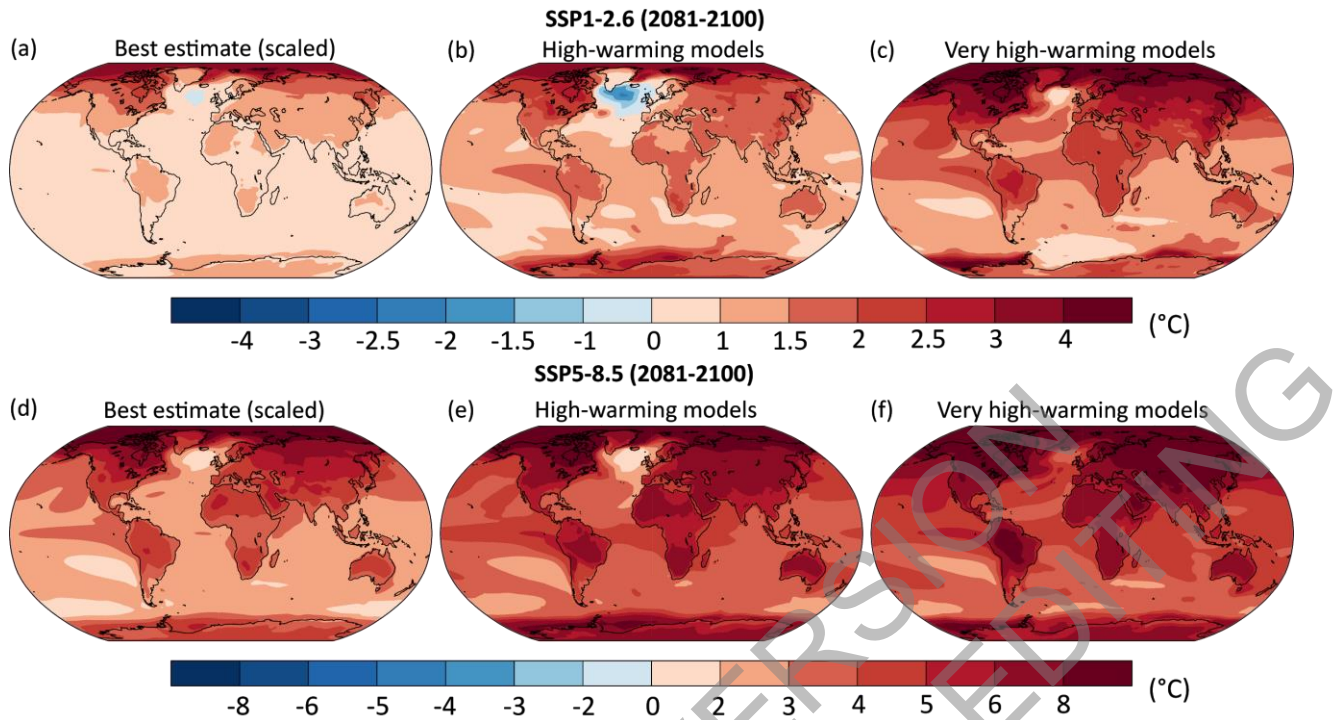 SSP1-2.6 (2081-2100)
(a) Best estimate (scaled) (b) High-warming models (c) Very high-warming models
-4 -3 -2.5 -2 -1.5 -1 0 1 1.5 2 2.5 3 4 (°C)
SSP5-8.5 (2081-2100)
(d) Best estimate (scaled) (e) High-warming models (f) Very high-warming models
-8 -6 -5 -4 -3 -2 0 2 3 4 5 6 8 (°C)